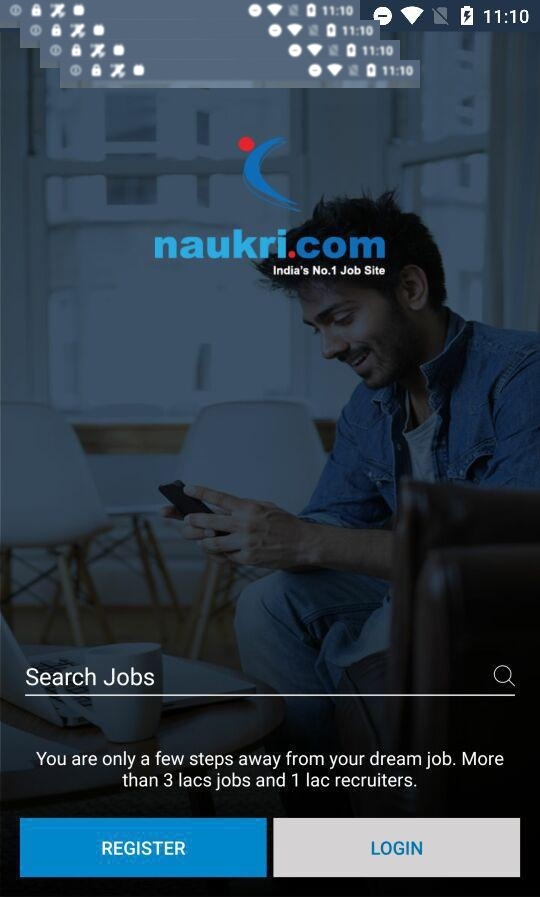 11:10
11:10
11:10
11:10
11:10
naukri.com
India's No.1 Job Site
Search Jobs
You are only a few steps away from your dream job. More
than 3 lacs jobs and 1 lac recruiters.
REGISTER
LOGIN